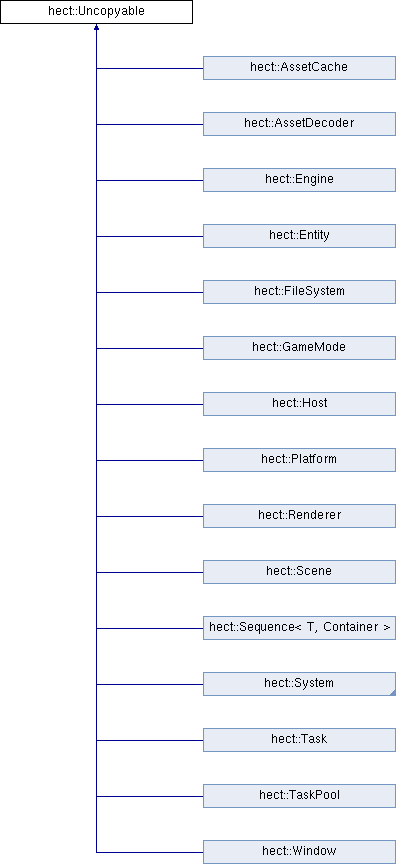 hect::Uncopyable
hect::AssetCache
hect::AssetDecoder
hect::Engine
hect::Entity
hect::FileSystem
hect::GameMode
hect::Host
hect::Platform
hect::Renderer
hect::Scene
hect::Sequence< T, Container >
hect::System
hect::Task
hect::TaskPool
hect::Window